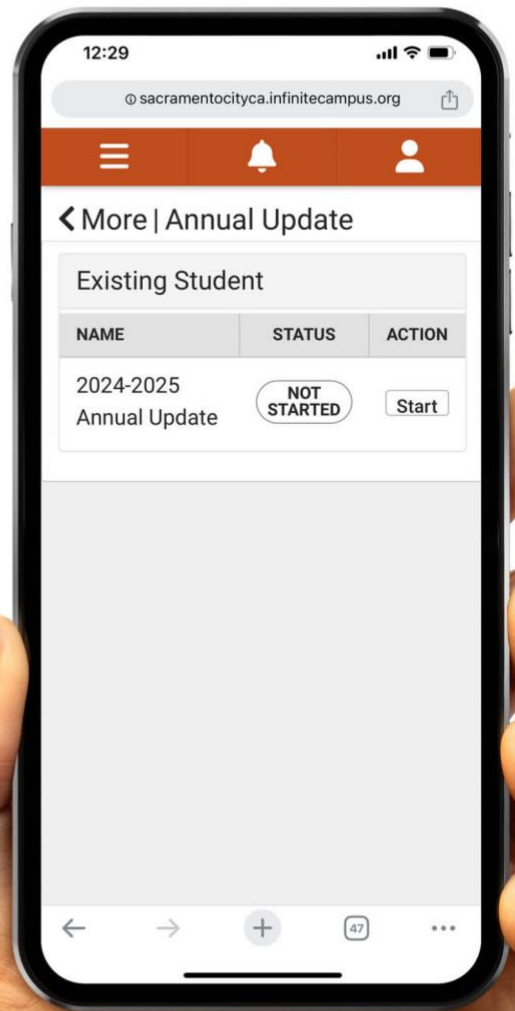 12:29
sacramentocityca.infinitecampus.org
More | Annual Update
Existing Student
NAME STATUS ACTION
2024-2025 Annual Update NOT STARTED Start
47